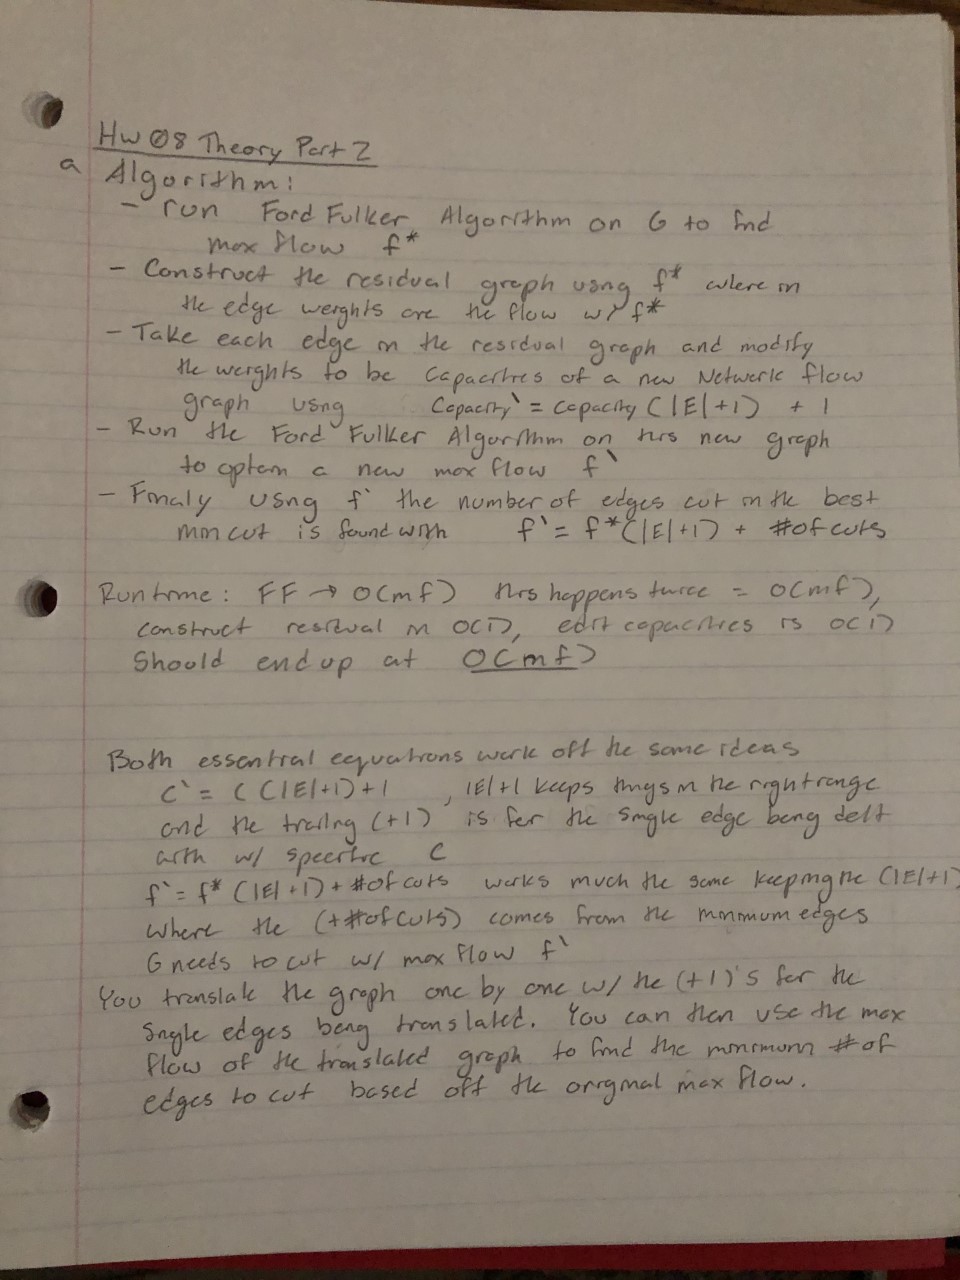 HW 08 Theory Part 2
a Algorithm:
- run Ford Fulker Algorithm on G to find
max flow f*
- Construct the residual graph using f* where in
the edge weights are the flow w/ f*
- Take each edge in the residual graph and modify
the weights to be capacities of a new Network flow
graph using Capacity` = capacity (|E|+1) + 1
- Run the Ford Fulker Algorithm on this new graph
to optain a new max flow f`
- Finaly using f` the number of edges cut in the best
min cut is found with f` = f*(|E|+1) + #of cuts
Runtime: FF → O(mf) this happens twice = O(mf),
construct residual in O(1), edit capacities is O(1)
Should end up at O(mf)
Both essential equations work off the same ideas
c` = c(|E|+1)+1 , |E|+1 keeps things in the right range
and the trailing (+1) is for the single edge being delt
with w/ specific c
f` = f* (|E|+1) + #of cuts works much the same keeping the (|E|+1)
where the (+#of cuts) comes from the minimum edges
G needs to cut w/ max flow f`
You translate the graph one by one w/ the (+1)'s for the
single edges being translated. You can then use the max
flow of the translated graph to find the minimum # of
edges to cut based off the original max flow.